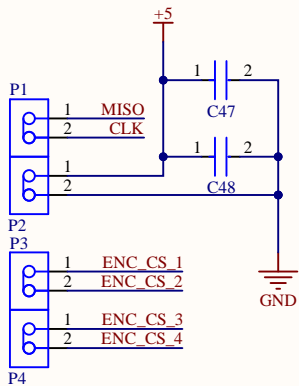 +5
1 2
C47
P1
1 MISO
2 CLK
1 2
C48
1
2
P2
P3
1 ENC_CS_1
2 ENC_CS_2
GND
1 ENC_CS_3
2 ENC_CS_4
P4